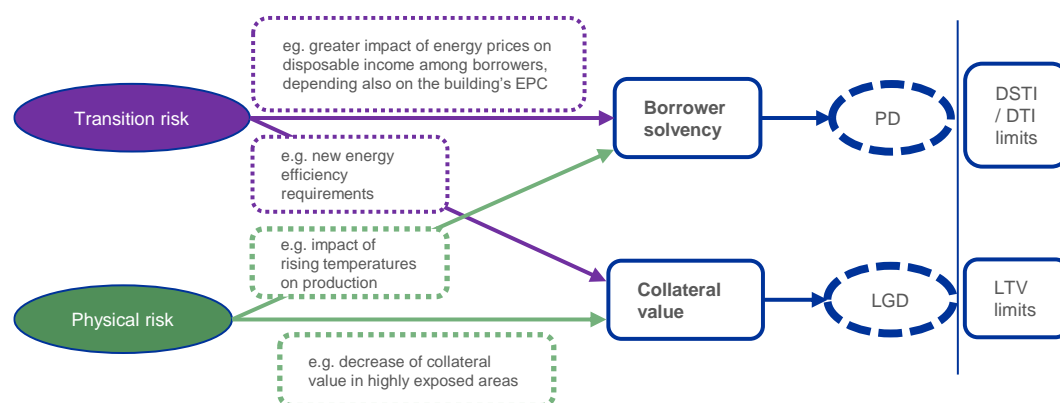 eg. greater impact of energy prices on
disposable income among borrowers,
depending also on the building's EPC
Transition risk
Borrower
solvency
PD
DSTI
/ DTI
limits
e.g. new energy
efficiency
requirements
e.g. impact of
rising temperatures
on production
Physical risk
Collateral
value
LGD
LTV
limits
e.g. decrease of collateral
value in highly exposed areas